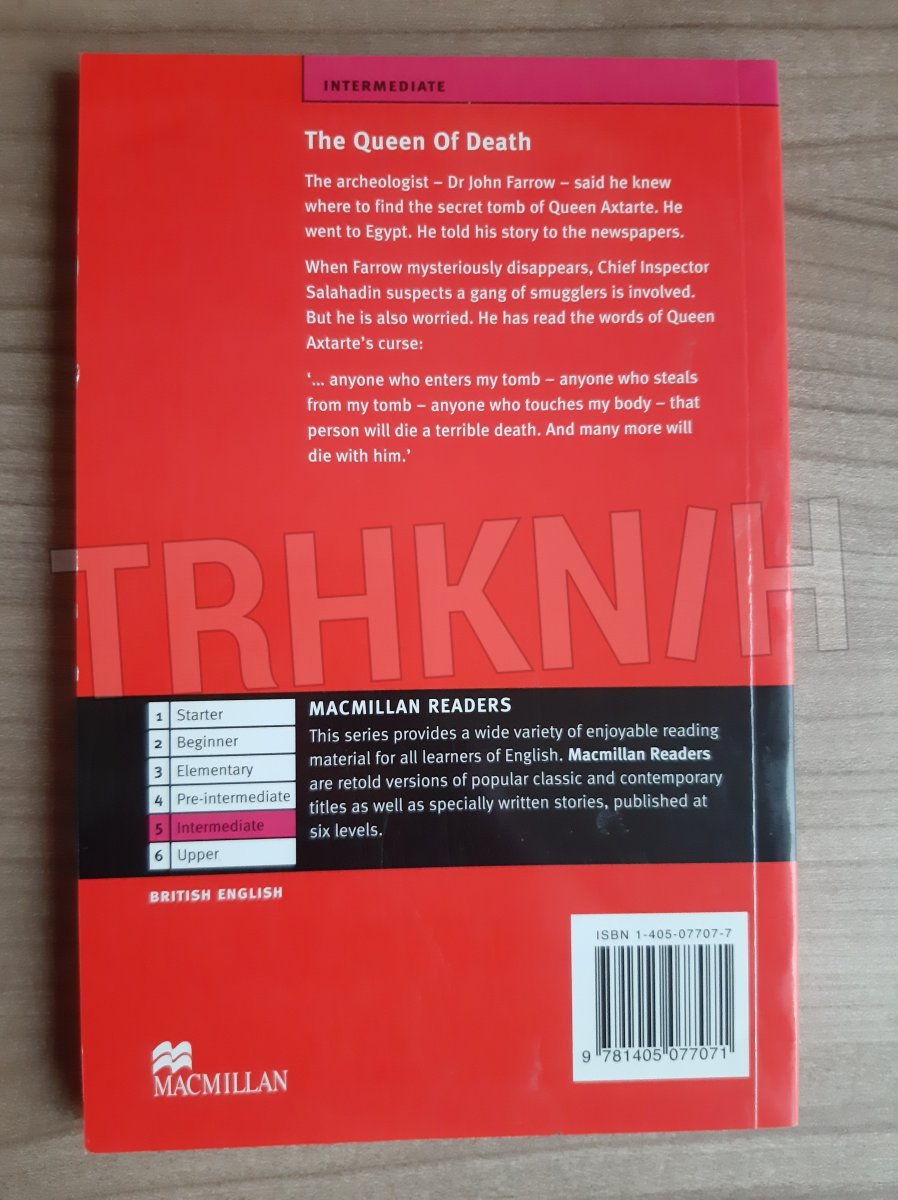 INTERMEDIATE
The Queen Of Death
The archeologist – Dr John Farrow – said he knew
where to find the secret tomb of Queen Axtarte. He
went to Egypt. He told his story to the newspapers.
When Farrow mysteriously disappears, Chief Inspector
Salahadin suspects a gang of smugglers is involved.
But he is also worried. He has read the words of Queen
Axtarte's curse:
'... anyone who enters my tomb – anyone who steals
from my tomb – anyone who touches my body – that
person will die a terrible death. And many more will
die with him.'
TRHKN/H
1 Starter
2 Beginner
3 Elementary
4 Pre-intermediate
5 Intermediate
6 Upper
BRITISH ENGLISH
MACMILLAN READERS
This series provides a wide variety of enjoyable reading
material for all learners of English. Macmillan Readers
are retold versions of popular classic and contemporary
titles as well as specially written stories, published at
six levels.
ISBN 1-405-07707-7
9 781405 077071
MACMILLAN